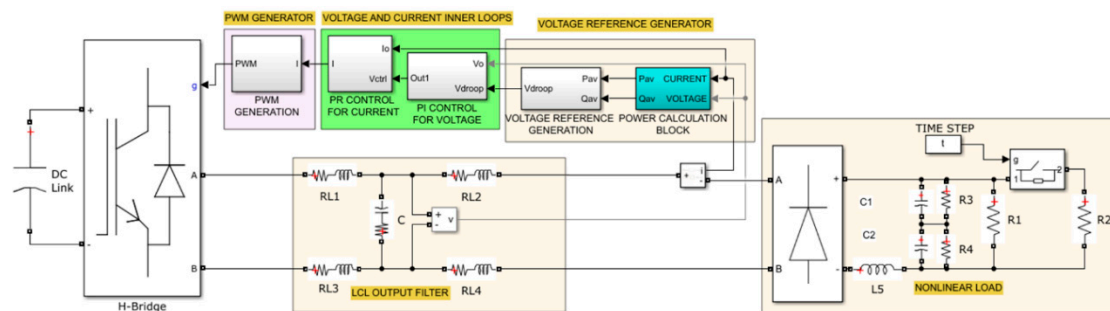 PWM GENERATOR
VOLTAGE AND CURRENT INNER LOOPS
VOLTAGE REFERENCE GENERATOR
g
PWM
I
PWM
GENERATION
I
Io
Vctrl
PR CONTROL
FOR CURRENT
Vo
Out1
Vdroop
PI CONTROL
FOR VOLTAGE
Vdroop
Pav
Qav
VOLTAGE REFERENCE
GENERATION
Pav
Qav
CURRENT
VOLTAGE
POWER CALCULATION
BLOCK
+
DC
Link
-
A
B
H-Bridge
RL1
RL2
C
+
-
v
RL3
RL4
LCL OUTPUT FILTER
+
-
i
TIME STEP
t
g
1
2
A
B
+
-
C1
C2
R3
R4
R1
R2
L5
NONLINEAR LOAD